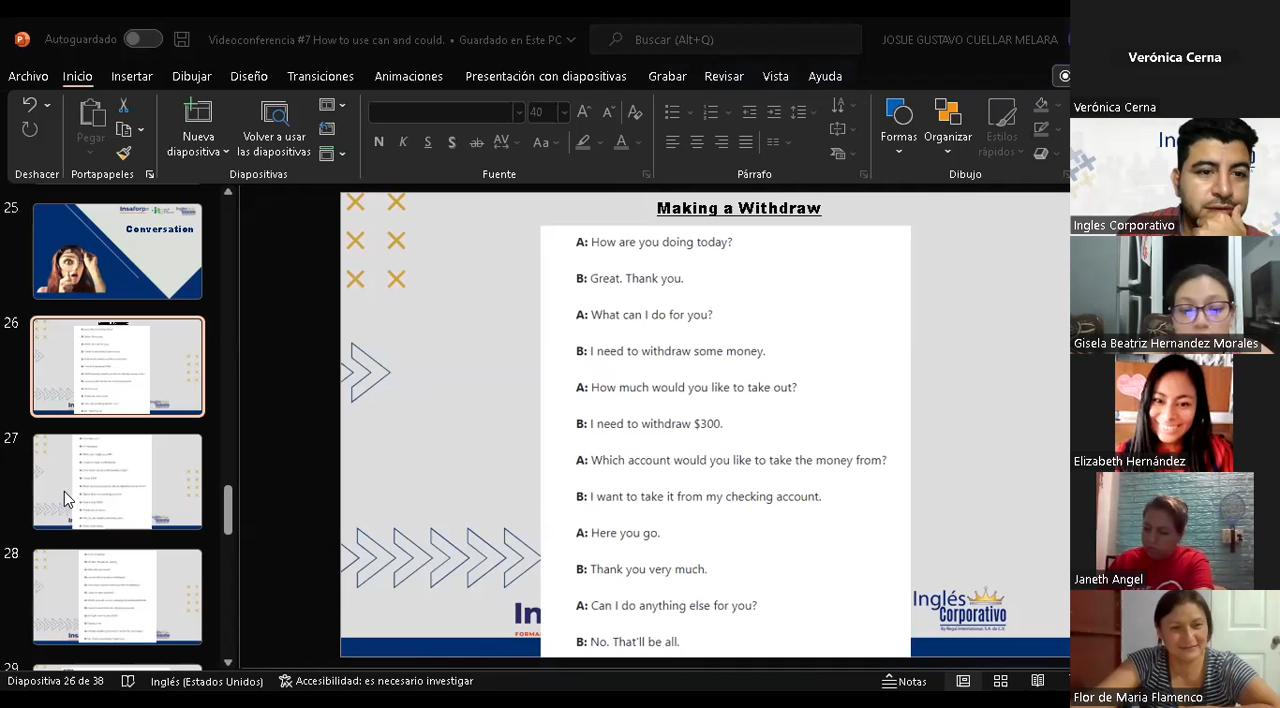 Autoguardado
Videoconferencia #7 How to use can and could. • Guardado en Este PC
Buscar (Alt+Q)
JOSUE GUSTAVO CUELLAR MELARA
Archivo Inicio Insertar Dibujar Diseño Transiciones Animaciones Presentación con diapositivas Grabar Revisar Vista Ayuda
Pegar
Nueva diapositiva
Volver a usar las diapositivas
40
N K S S ab AV Aa A
Formas
Organizar
Estilos rápidos
Deshacer Portapapeles Diapositivas Fuente Párrafo Dibujo
25
Insaforp
Conversation
26
27
28
29
Making a Withdraw
A: How are you doing today?
B: Great. Thank you.
A: What can I do for you?
B: I need to withdraw some money.
A: How much would you like to take out?
B: I need to withdraw $300.
A: Which account would you like to take the money from?
B: I want to take it from my checking account.
A: Here you go.
B: Thank you very much.
A: Can I do anything else for you?
B: No. That'll be all.
In
FORMA
Inglés
Corporativo
Diapositiva 26 de 38
Inglés (Estados Unidos)
Accesibilidad: es necesario investigar
Notas
Verónica Cerna
Verónica Cerna
Ingles Corporativo
Gisela Beatriz Hernandez Morales
Elizabeth Hernández
Janeth Angel
Flor de Maria Flamenco